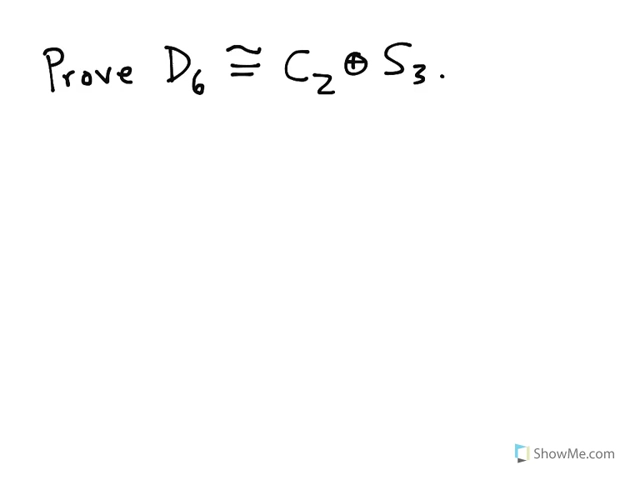 Prove D₆ ≅ C₂ ⊕ S₃.
ShowMe.com